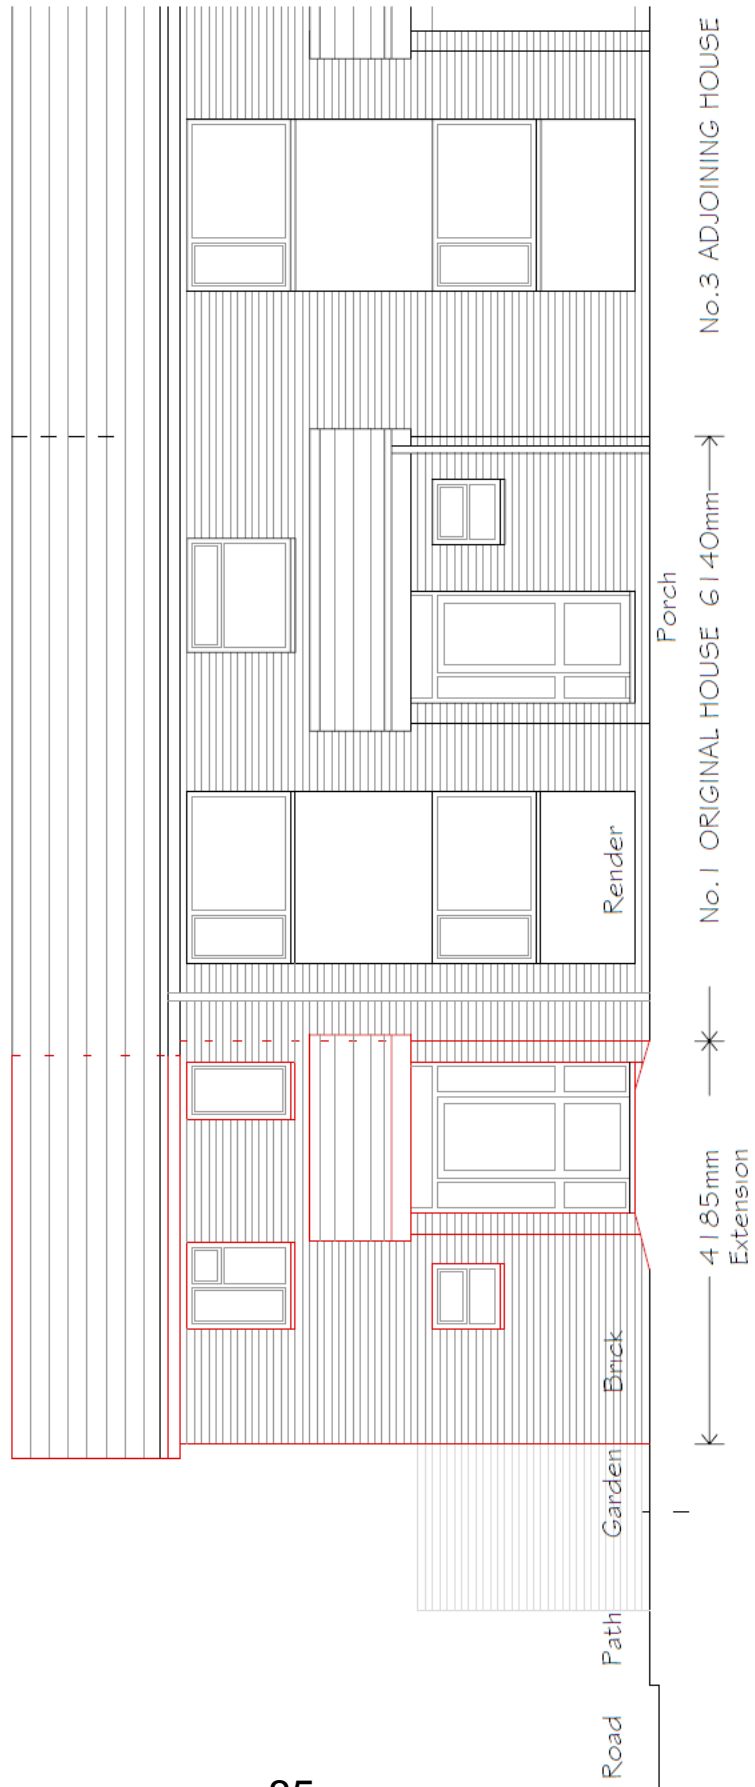 Road
Path
Garden
Brick
Render
Porch
4185mm
Extension
No.1 ORIGINAL HOUSE 6140mm
No.3 ADJOINING HOUSE